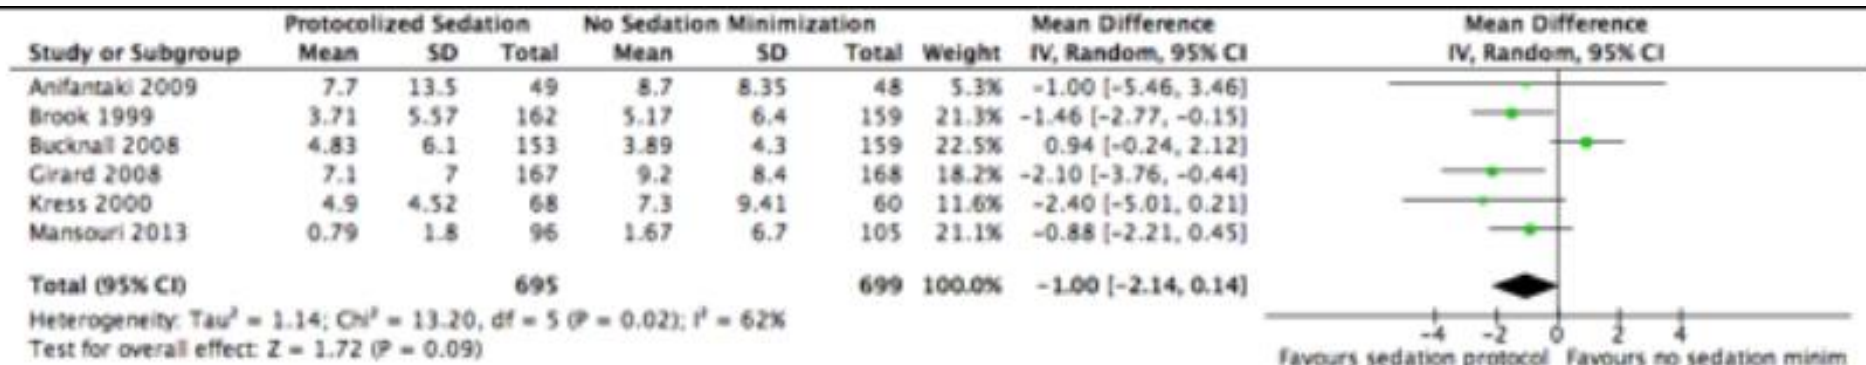 Protocolized Sedation No Sedation Minimization Mean Difference Mean Difference
Study or Subgroup Mean SD Total Mean SD Total Weight IV, Random, 95% CI IV, Random, 95% CI
Anifantaki 2009 7.7 13.5 49 8.7 8.35 48 5.3% -1.00 [-5.46, 3.46]
Brook 1999 3.71 5.57 162 5.17 6.4 159 21.3% -1.46 [-2.77, -0.15]
Bucknall 2008 4.83 6.1 153 3.89 4.3 159 22.5% 0.94 [-0.24, 2.12]
Girard 2008 7.1 7 167 9.2 8.4 168 18.2% -2.10 [-3.76, -0.44]
Kress 2000 4.9 4.52 68 7.3 9.41 60 11.6% -2.40 [-5.01, 0.21]
Mansouri 2013 0.79 1.8 96 1.67 6.7 105 21.1% -0.88 [-2.21, 0.45]
Total (95% CI) 695 699 100.0% -1.00 [-2.14, 0.14]
Heterogeneity: Tau² = 1.14; Chi² = 13.20, df = 5 (P = 0.02); I² = 62%
Test for overall effect: Z = 1.72 (P = 0.09)
-4 -2 0 2 4
Favours sedation protocol Favours no sedation minim